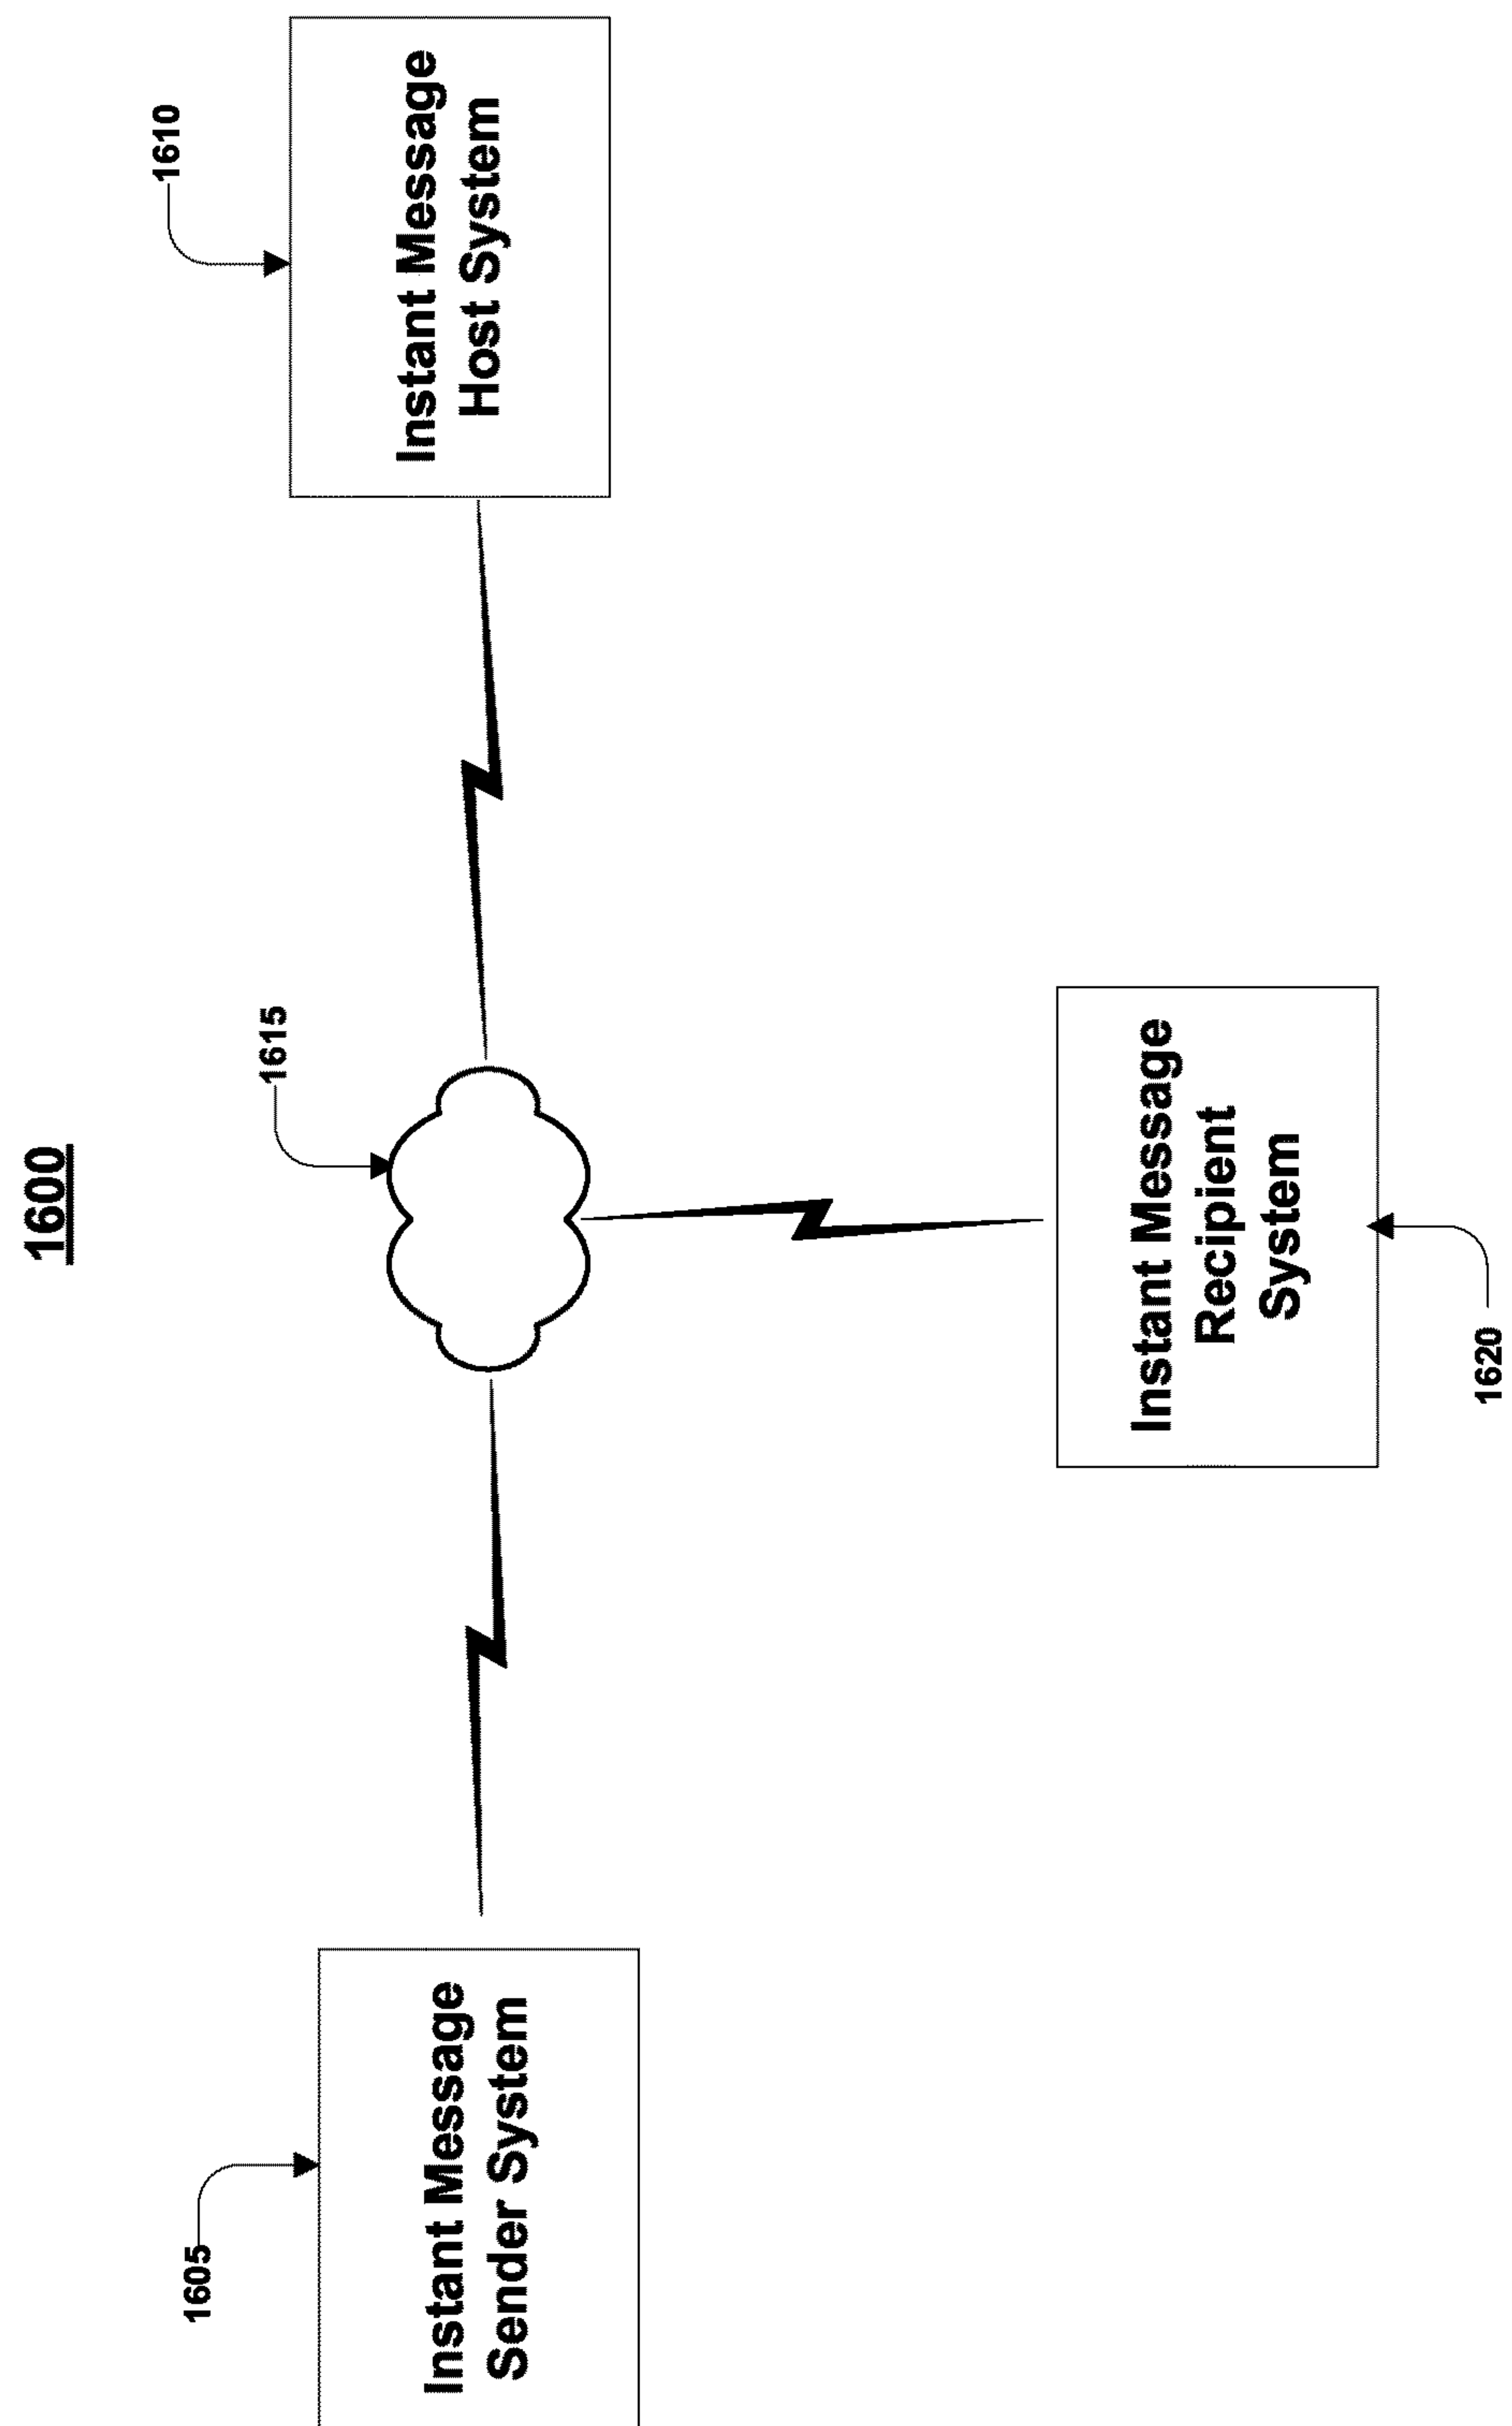 1600
1605
Instant Message
Sender System
1615
1610
Instant Message
Host System
Instant Message
Recipient
System
1620